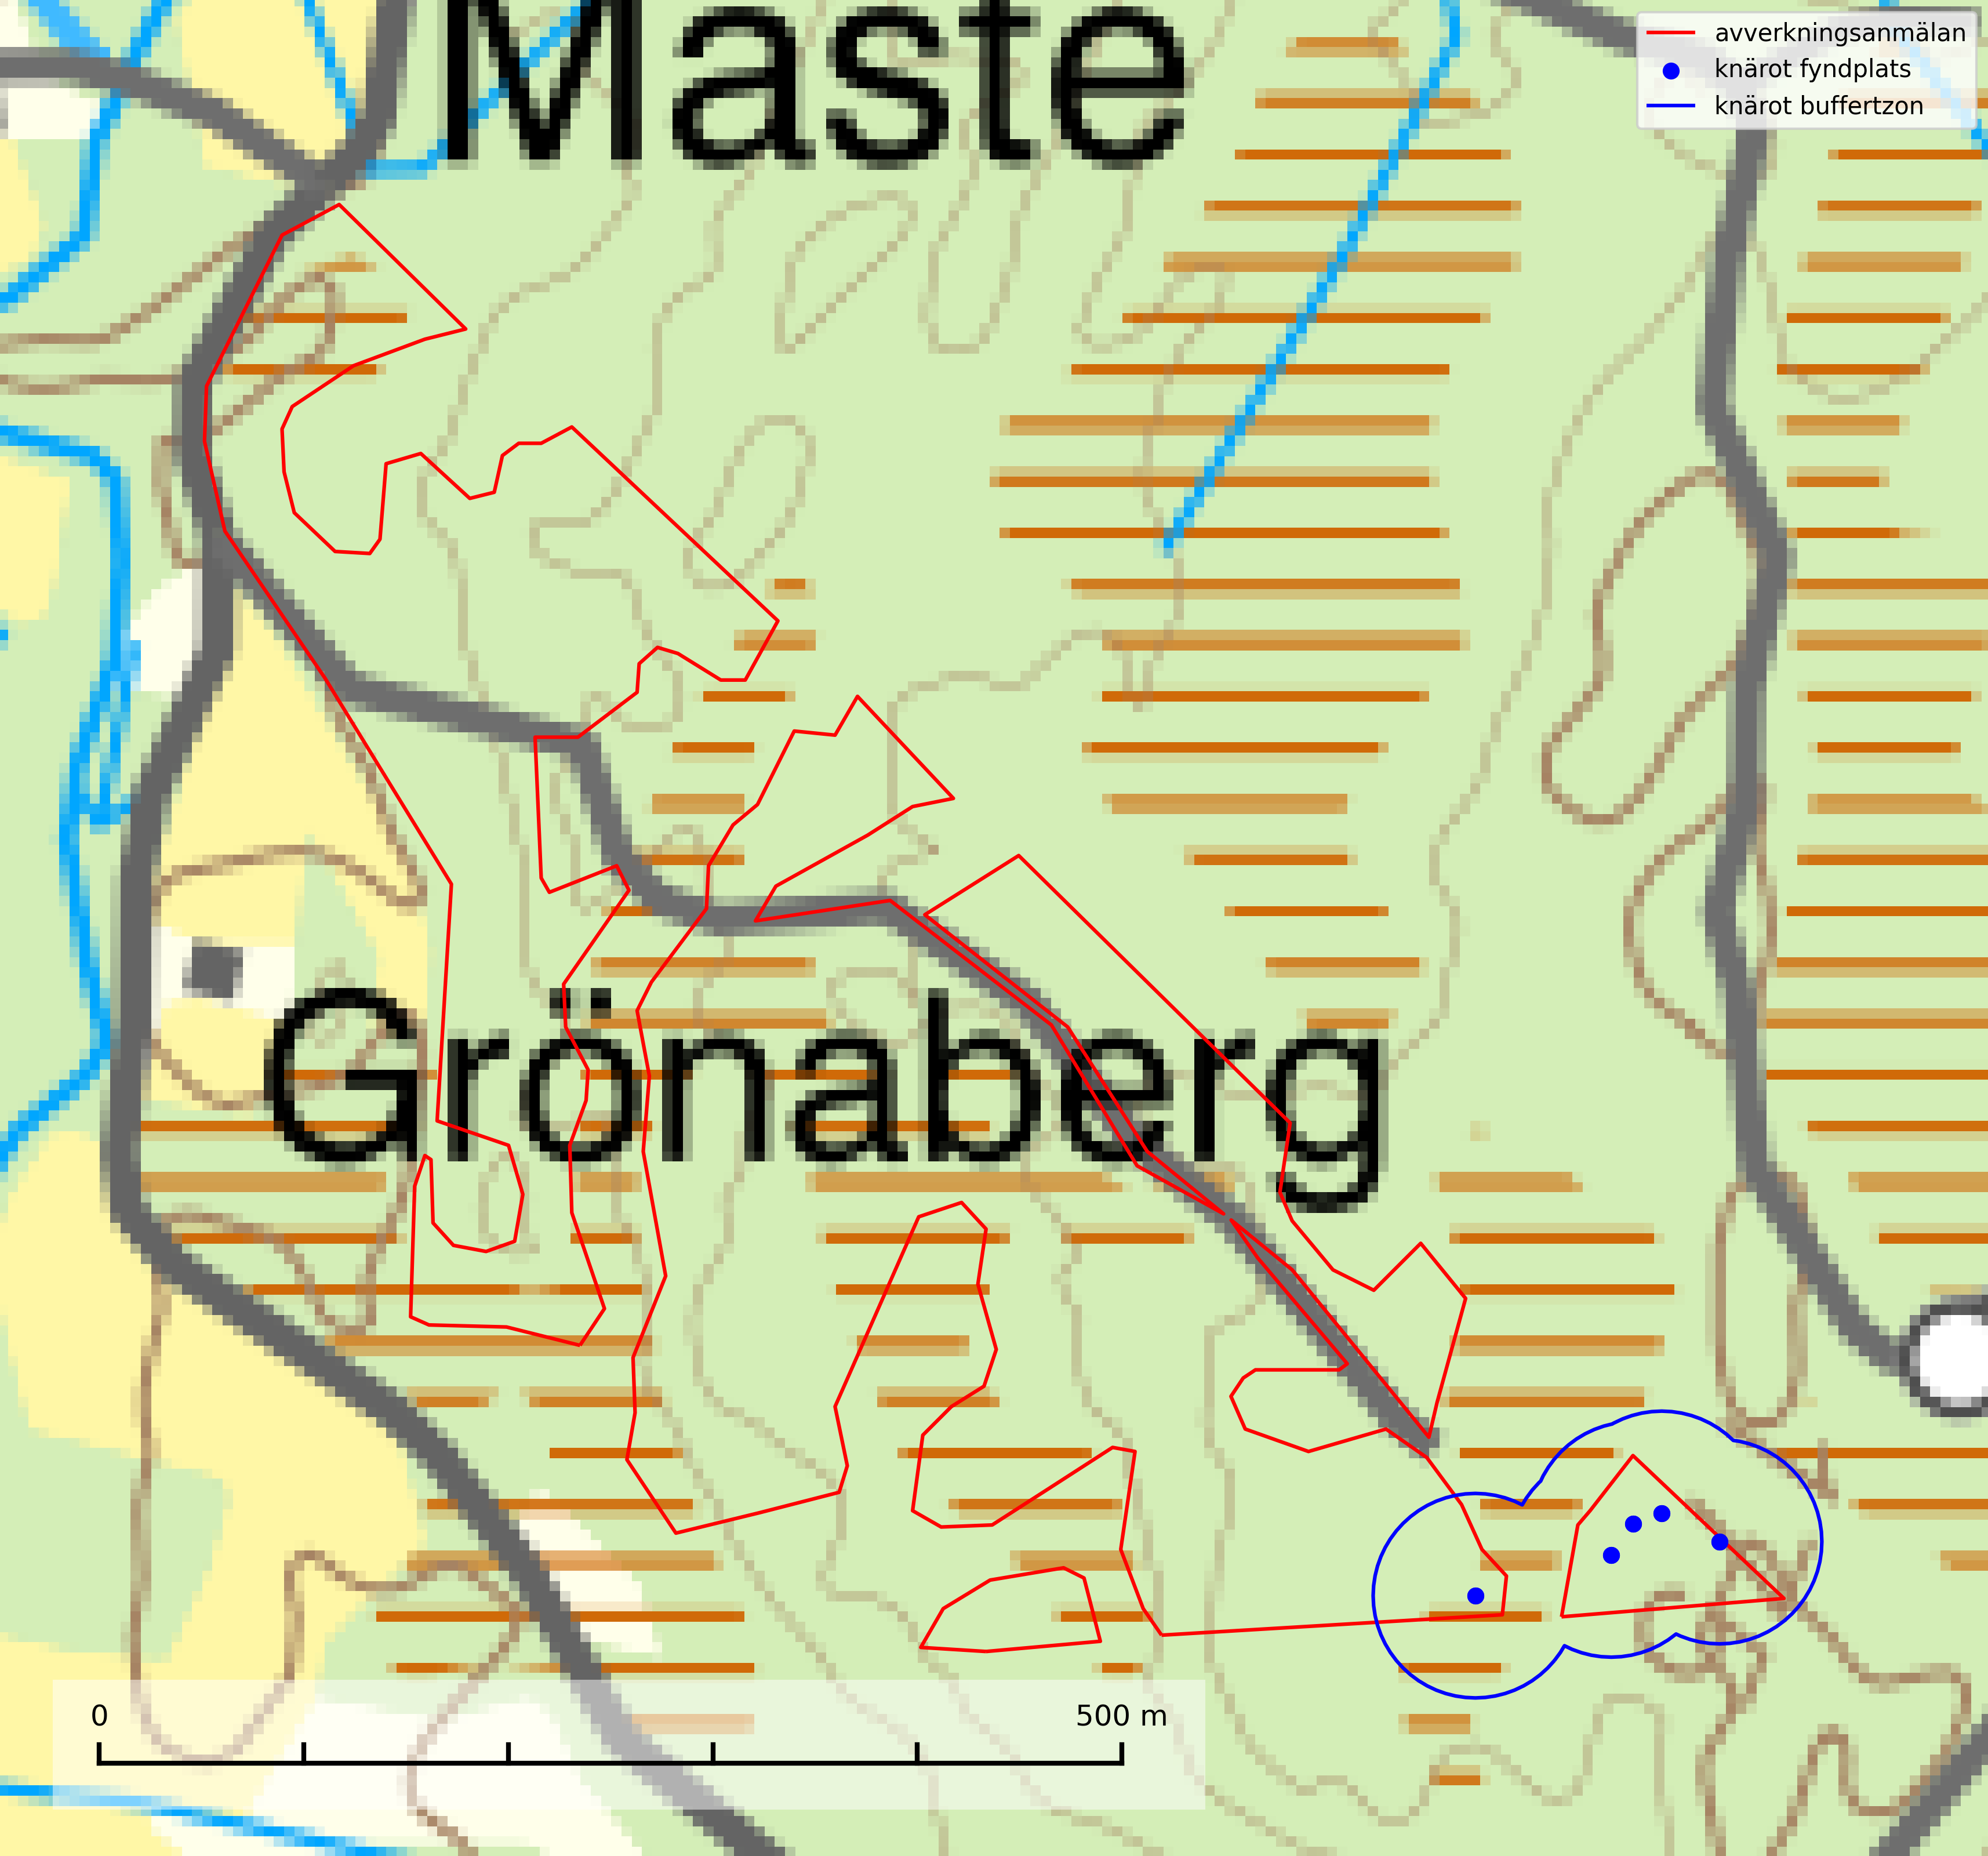 Maste
avverkningsanmälan
knärot fyndplats
knärot buffertzon
Grönaberg
0 500 m